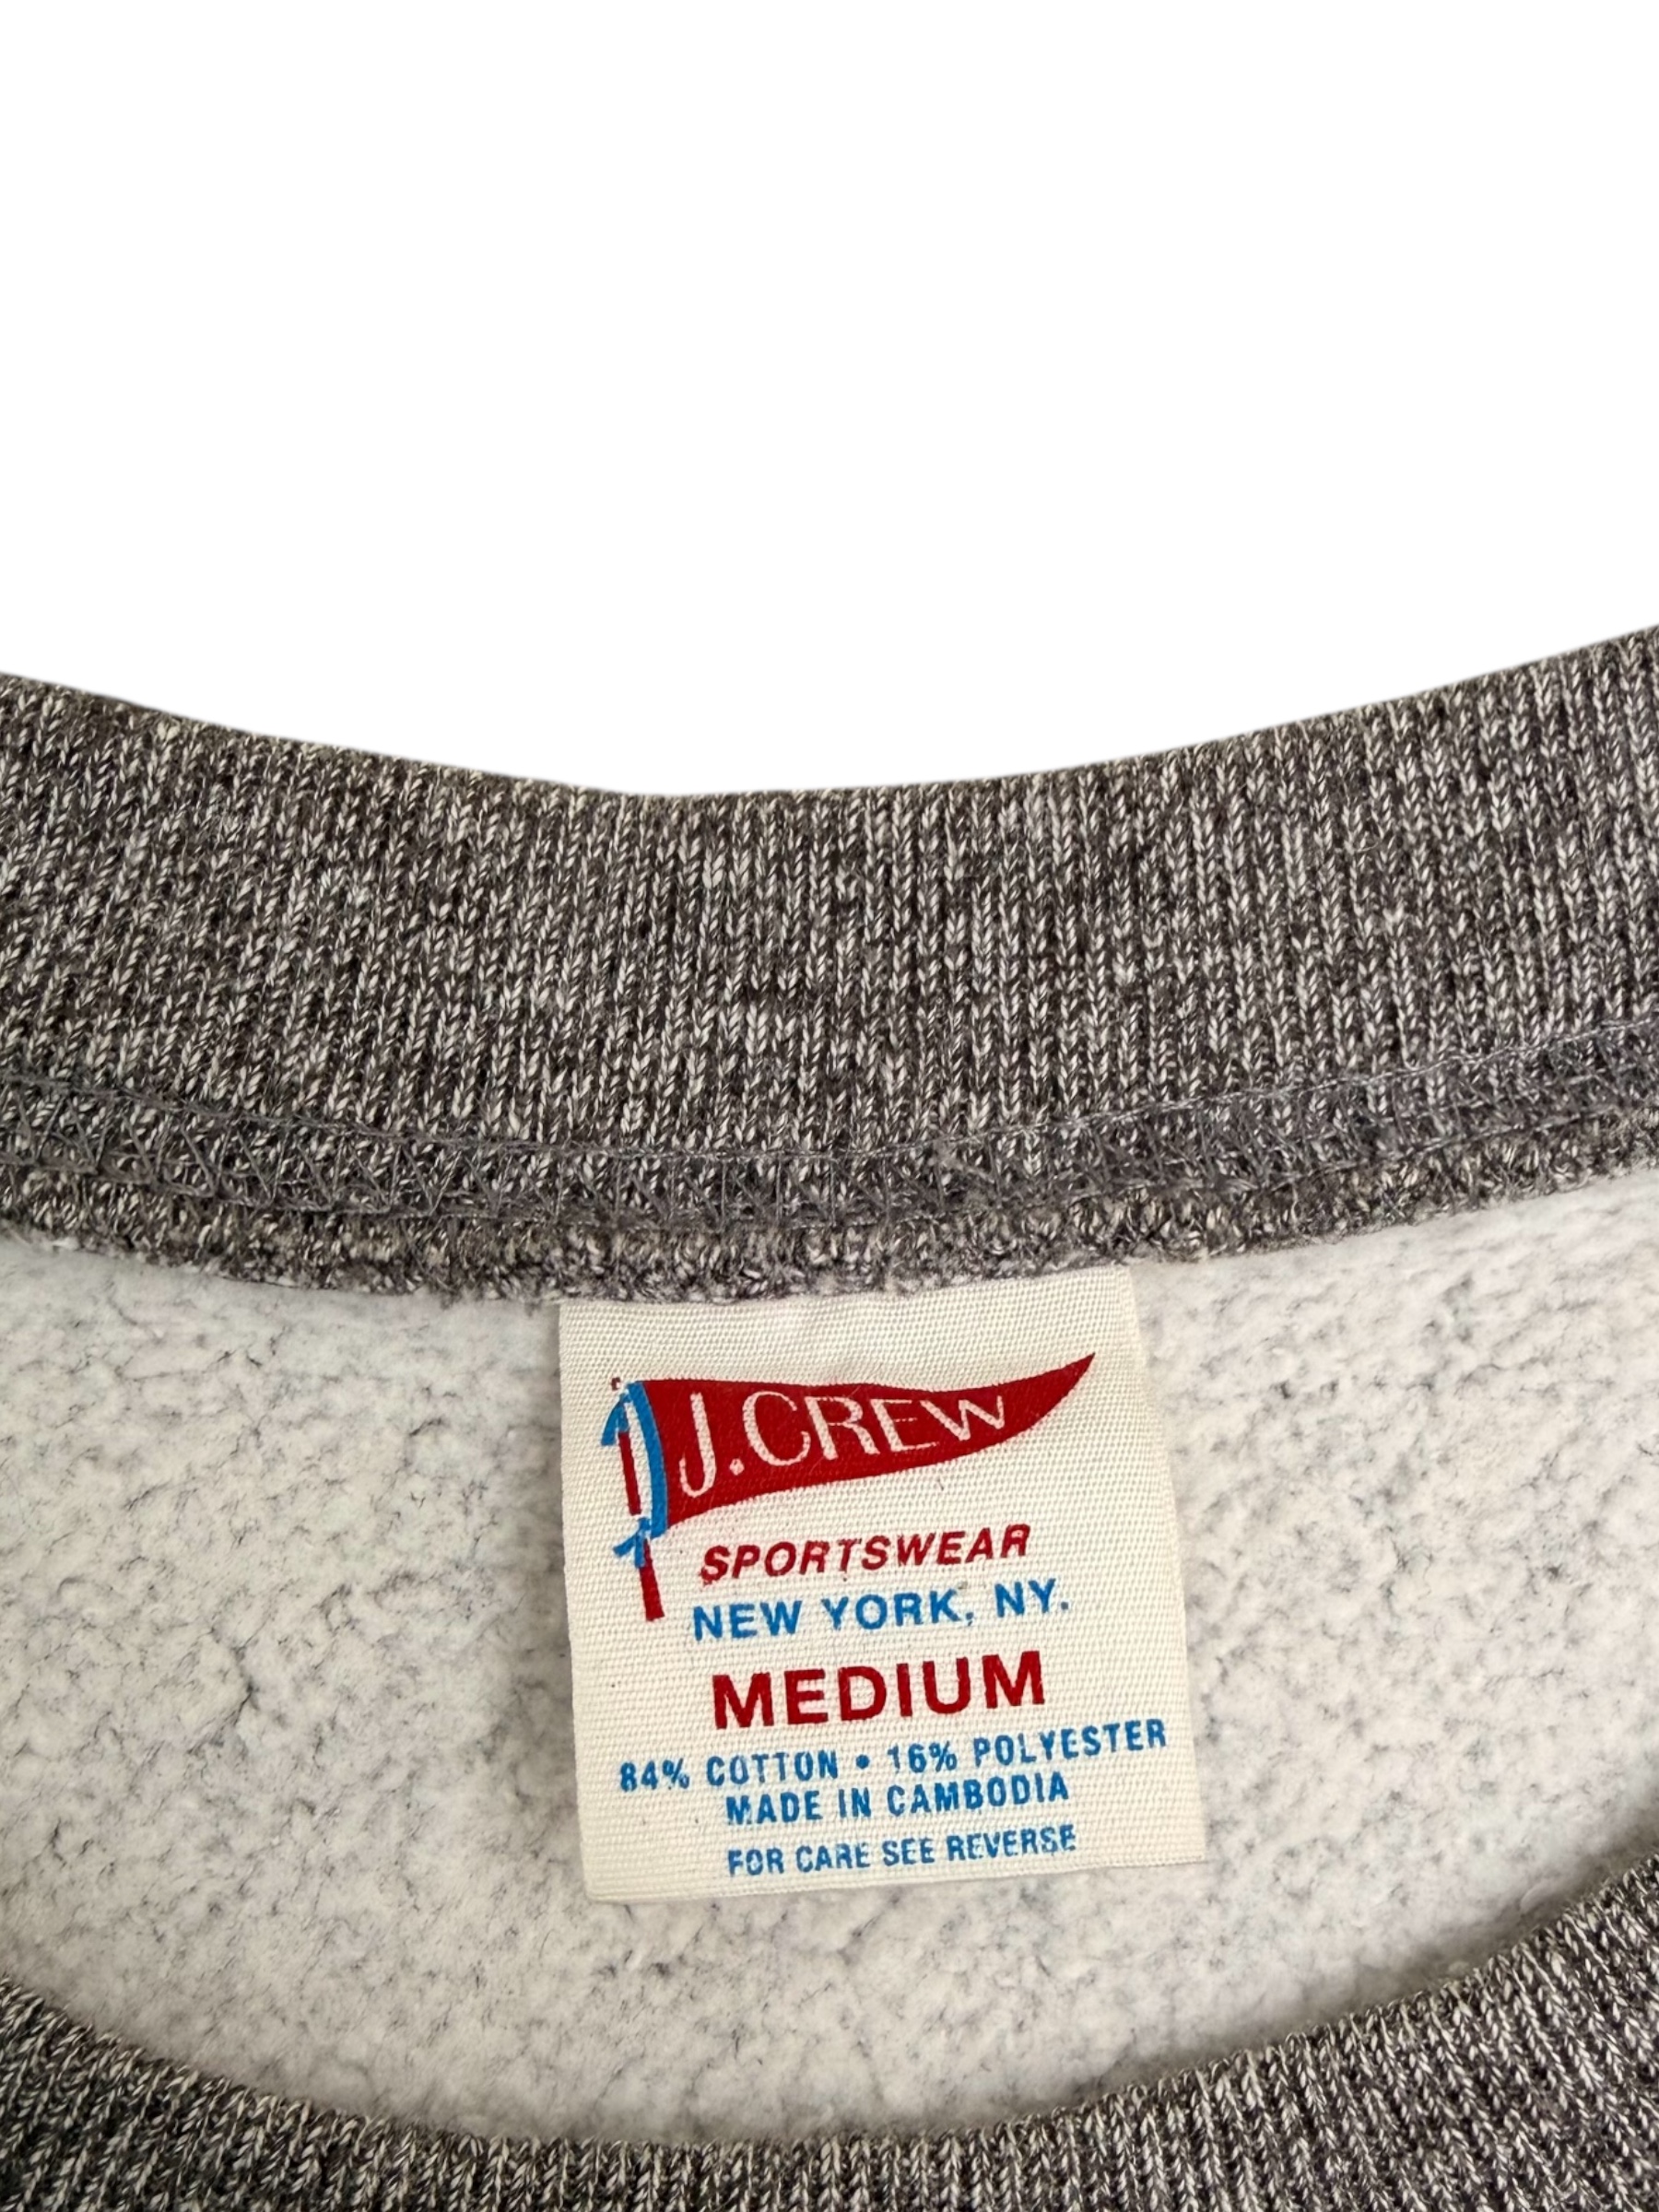 J.CREW
SPORTSWEAR
NEW YORK, NY.
MEDIUM
84% COTTON • 16% POLYESTER
MADE IN CAMBODIA
FOR CARE SEE REVERSE